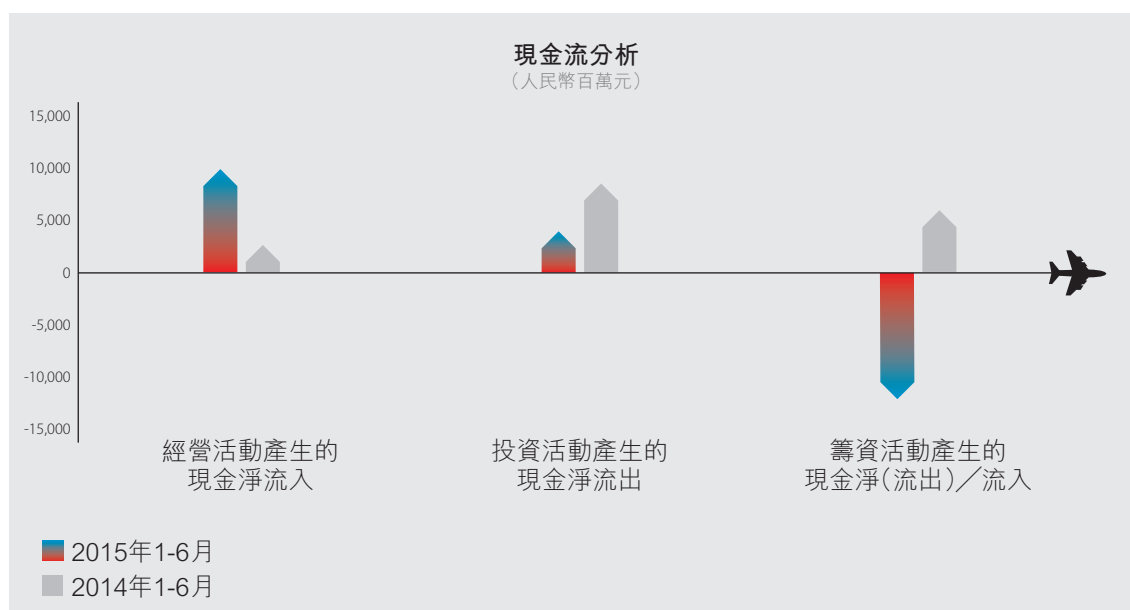 現金流分析
（人民幣百萬元）
15,000
10,000
5,000
0
-5,000
-10,000
-15,000
經營活動產生的
現金淨流入
投資活動產生的
現金淨流出
籌資活動產生的
現金淨(流出)／流入
2015年1-6月
2014年1-6月